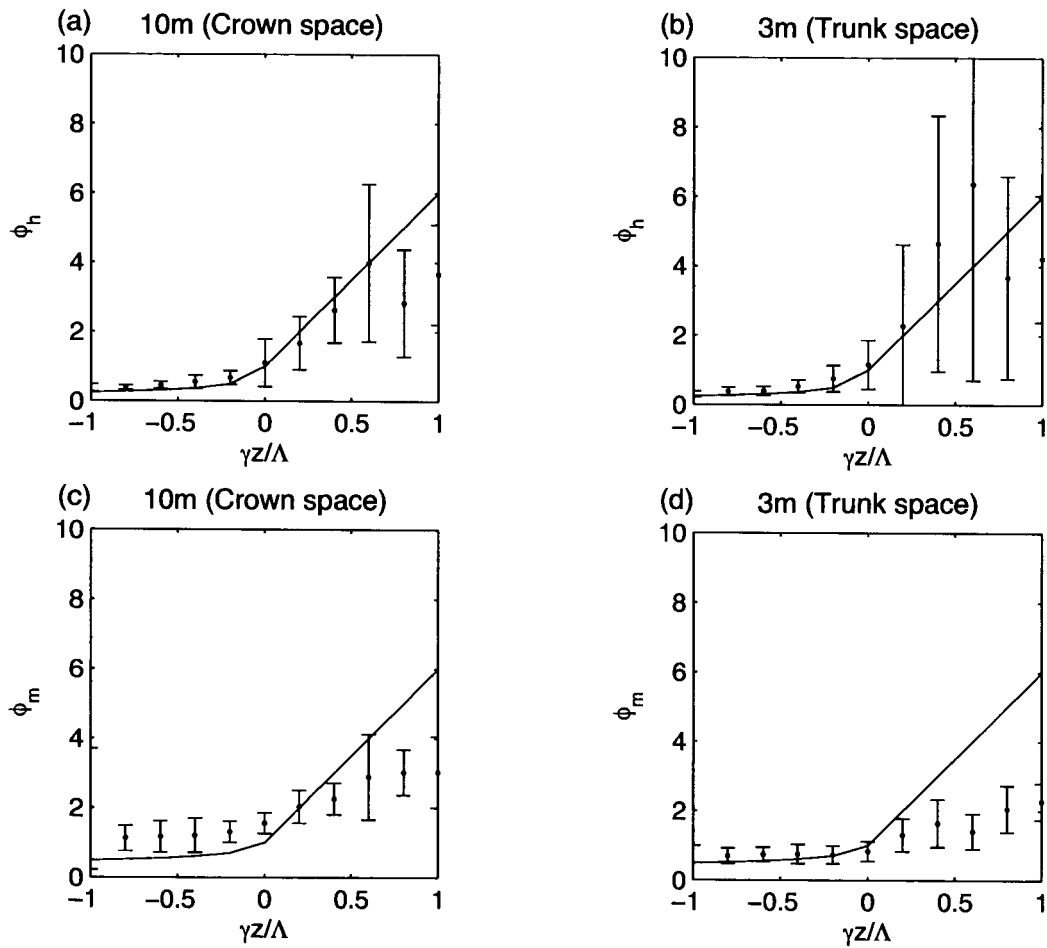 (a) 10m (Crown space)
10
8
6
4
2
0
ϕh
−1 −0.5 0 0.5 1
γz/Λ
(b) 3m (Trunk space)
10
8
6
4
2
0
ϕh
−1 −0.5 0 0.5 1
γz/Λ
(c) 10m (Crown space)
10
8
6
4
2
0
ϕm
−1 −0.5 0 0.5 1
γz/Λ
(d) 3m (Trunk space)
10
8
6
4
2
0
ϕm
−1 −0.5 0 0.5 1
γz/Λ